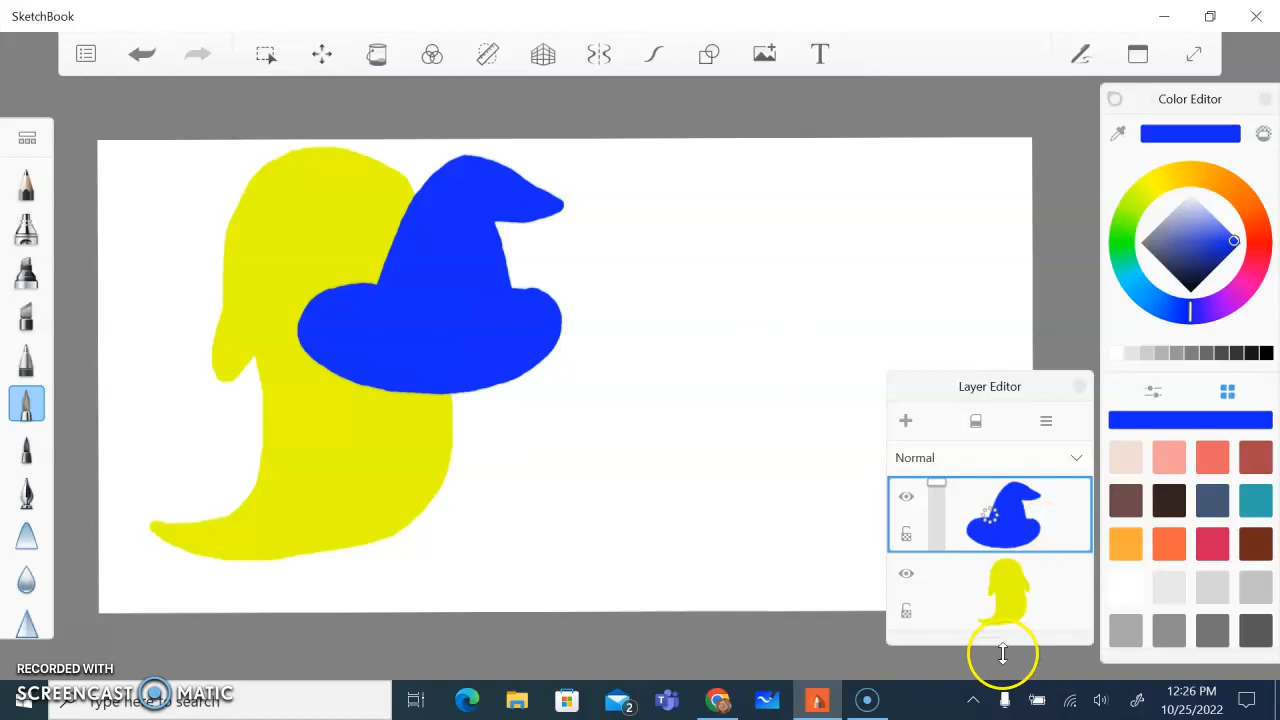 SketchBook
T
Color Editor
Layer Editor
Normal
RECORDED WITH
SCREENCAST MATIC
Type here to search
2
12:26 PM
10/25/2022